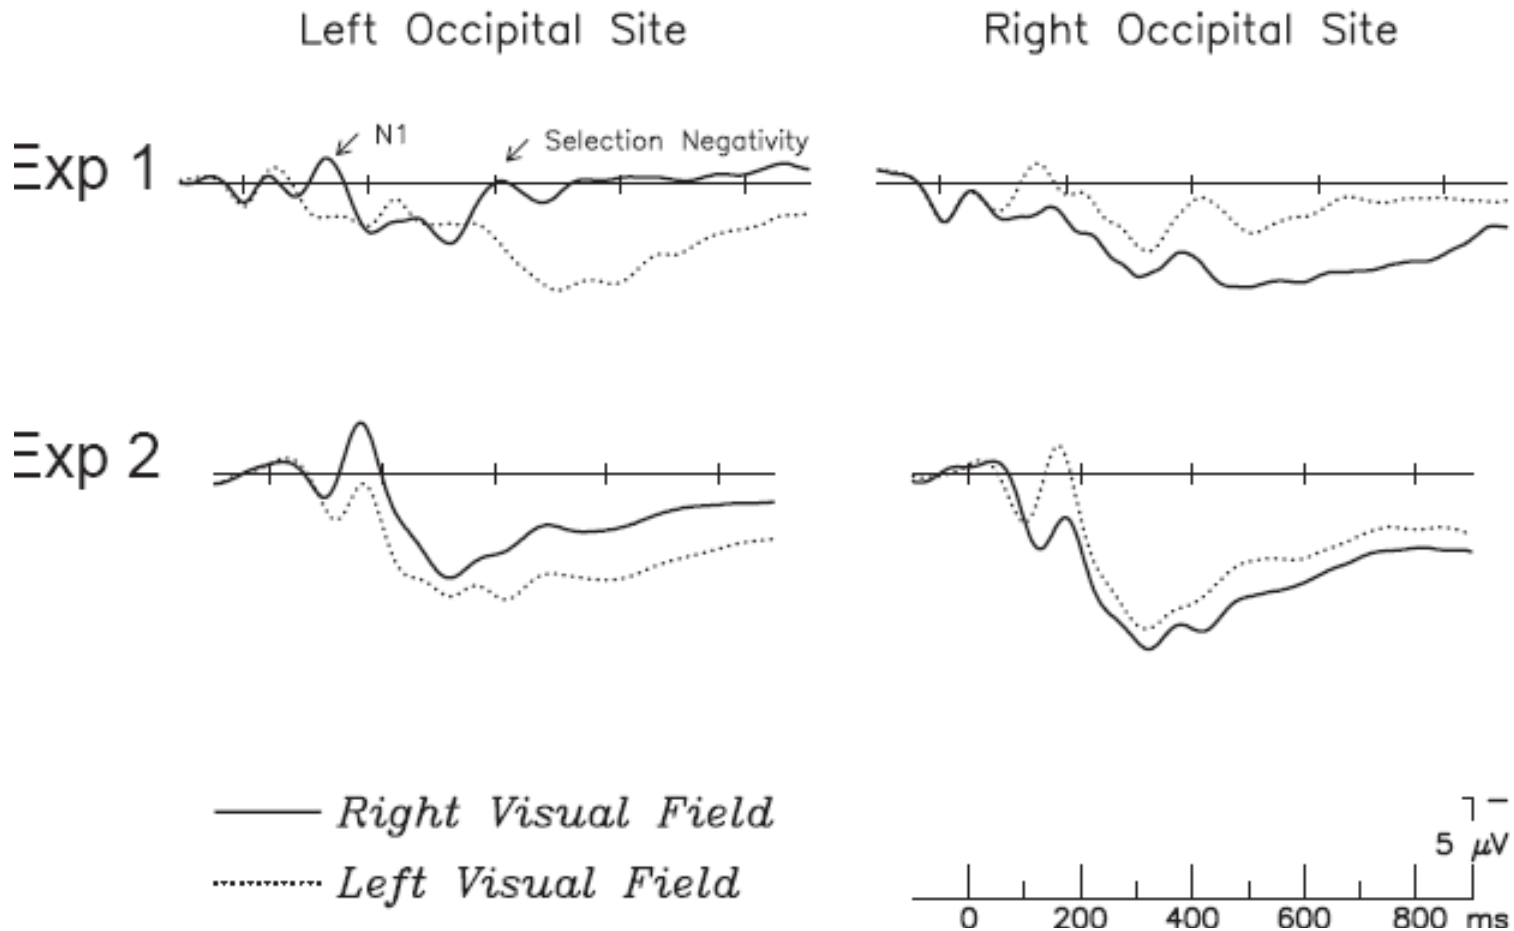 Left Occipital Site
Right Occipital Site
Exp 1
N1
Selection Negativity
Exp 2
Right Visual Field
Left Visual Field
–
5 μV
0 200 400 600 800 ms